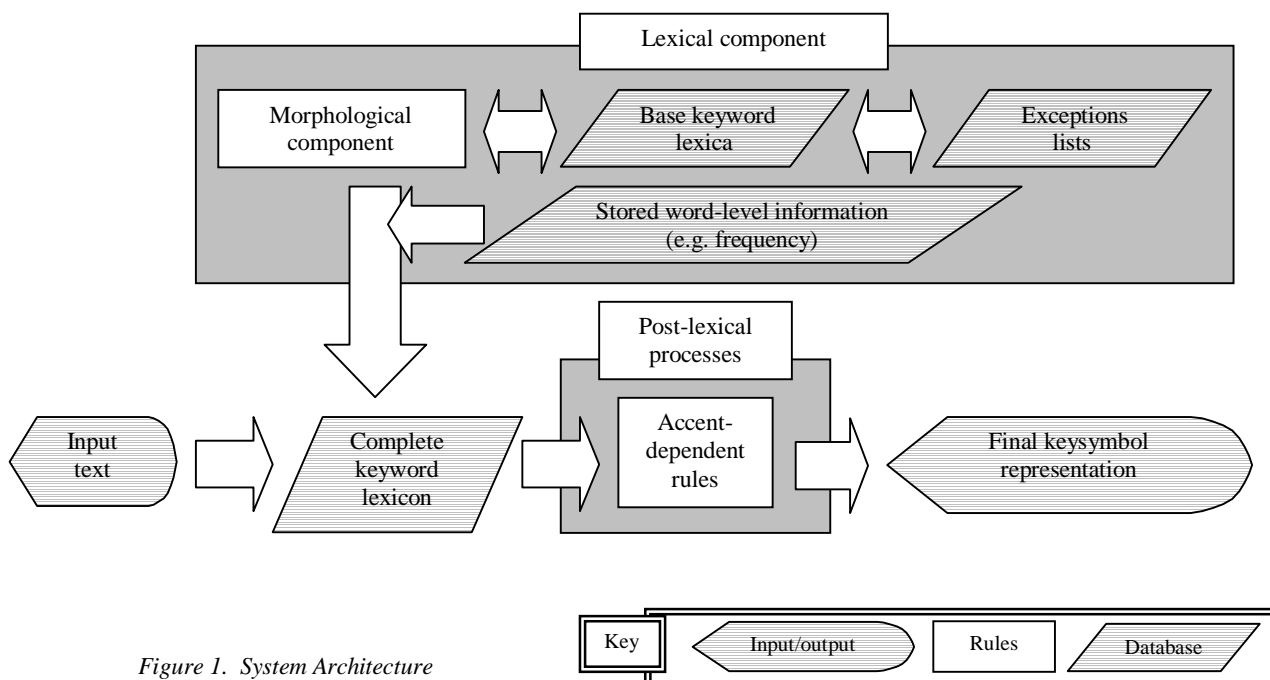 Lexical component
Morphological
component
Base keyword
lexica
Exceptions
lists
Stored word-level information
(e.g. frequency)
Post-lexical
processes
Input
text
Complete
keyword
lexicon
Accent-
dependent
rules
Final keysymbol
representation
Key
Input/output
Rules
Database
Figure 1. System Architecture